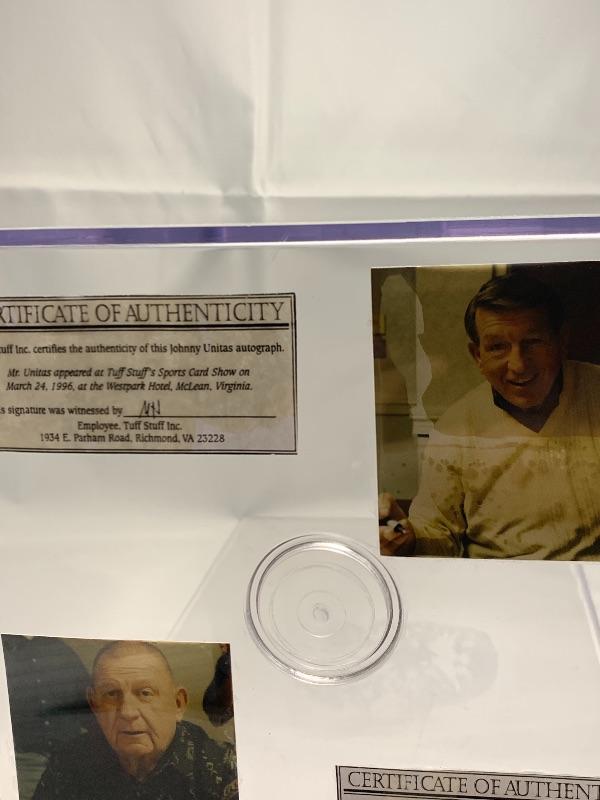 RTIFICATE OF AUTHENTICITY
uff Inc. certifies the authenticity of this Johnny Unitas autograph.
Mr. Unitas appeared at Tuff Stuff's Sports Card Show on
March 24, 1996, at the Westpark Hotel, McLean, Virginia.
s signature was witnessed by
Employee, Tuff Stuff Inc.
1934 E. Parham Road, Richmond, VA 23228
CERTIFICATE OF AUTHENT